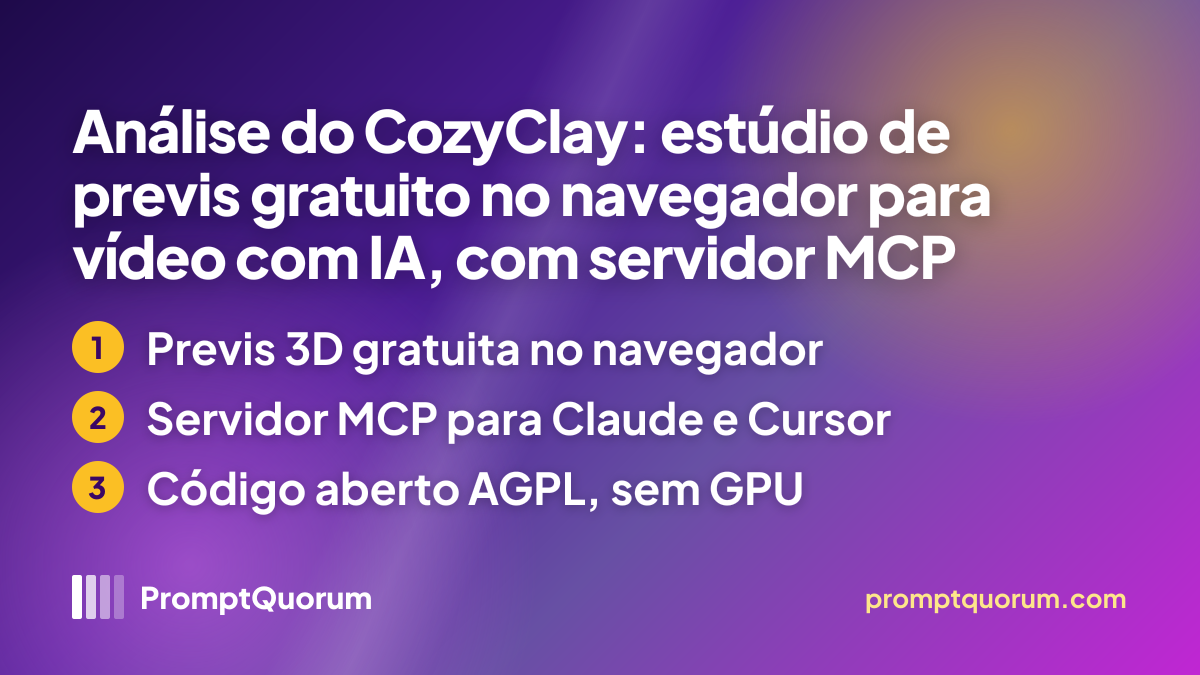 Análise do CozyClay: estúdio de
previs gratuito no navegador para
vídeo com IA, com servidor MCP
1 Previs 3D gratuita no navegador
2 Servidor MCP para Claude e Cursor
3 Código aberto AGPL, sem GPU
PromptQuorum
promptquorum.com